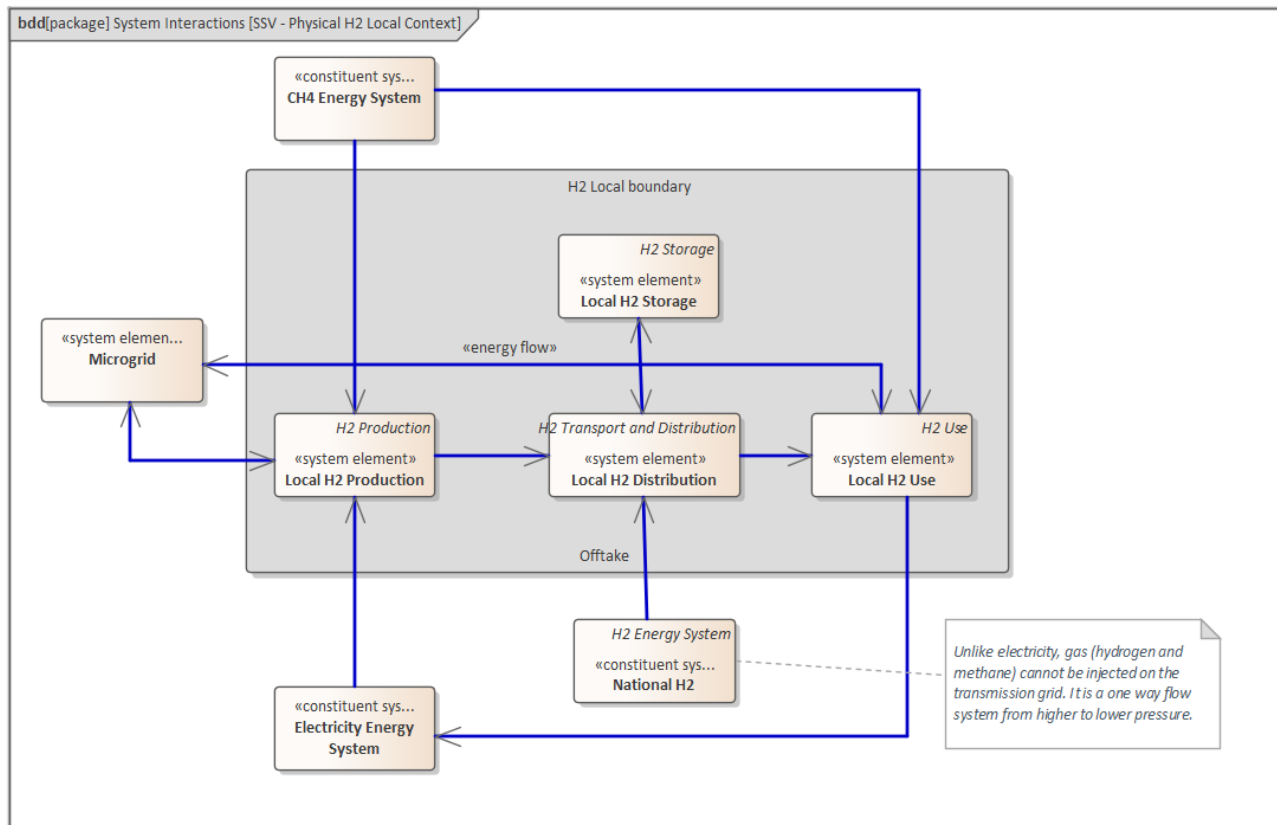 bdd[package] System Interactions [SSV - Physical H2 Local Context]
«constituent sys...
CH4 Energy System
H2 Local boundary
H2 Storage
«system element»
Local H2 Storage
«system elemen...
Microgrid
«energy flow»
H2 Production
«system element»
Local H2 Production
H2 Transport and Distribution
«system element»
Local H2 Distribution
H2 Use
«system element»
Local H2 Use
Offtake
H2 Energy System
«constituent sys...
National H2
Unlike electricity, gas (hydrogen and
methane) cannot be injected on the
transmission grid. It is a one way flow
system from higher to lower pressure.
«constituent sys...
Electricity Energy
System